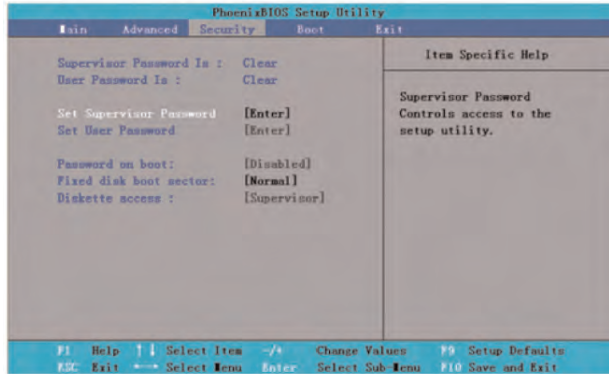 PhoenixBIOS Setup Utility
Main Advanced Security Boot Exit
Supervisor Password Is : Clear
User Password Is : Clear
Set Supervisor Password [Enter]
Set User Password [Enter]
Password on boot: [Disabled]
Fixed disk boot sector: [Normal]
Diskette access : [Supervisor]
Item Specific Help
Supervisor Password
Controls access to the
setup utility.
F1 Help ↑↓ Select Item -/+ Change Values F9 Setup Defaults
ESC Exit ←→ Select Menu Enter Select Sub-Menu F10 Save and Exit